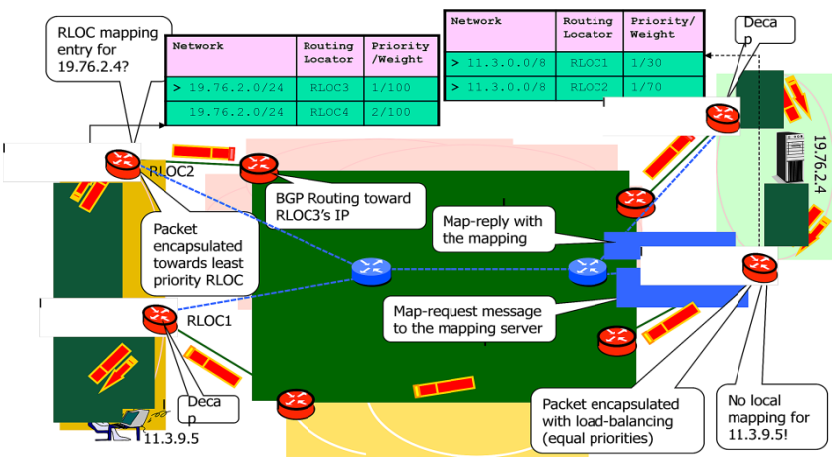 RLOC mapping
entry for
19.76.2.4?
Network Routing Locator Priority /Weight
> 19.76.2.0/24 RLOC3 1/100
19.76.2.0/24 RLOC4 2/100
Network Routing Locator Priority/ Weight
> 11.3.0.0/8 RLOC1 1/30
> 11.3.0.0/8 RLOC2 1/70
Deca
p
19.76.2.4
RLOC2
BGP Routing toward
RLOC3's IP
Packet
encapsulated
towards least
priority RLOC
Map-reply with
the mapping
Map-request message
to the mapping server
RLOC1
Deca
p
11.3.9.5
Packet encapsulated
with load-balancing
(equal priorities)
No local
mapping for
11.3.9.5!